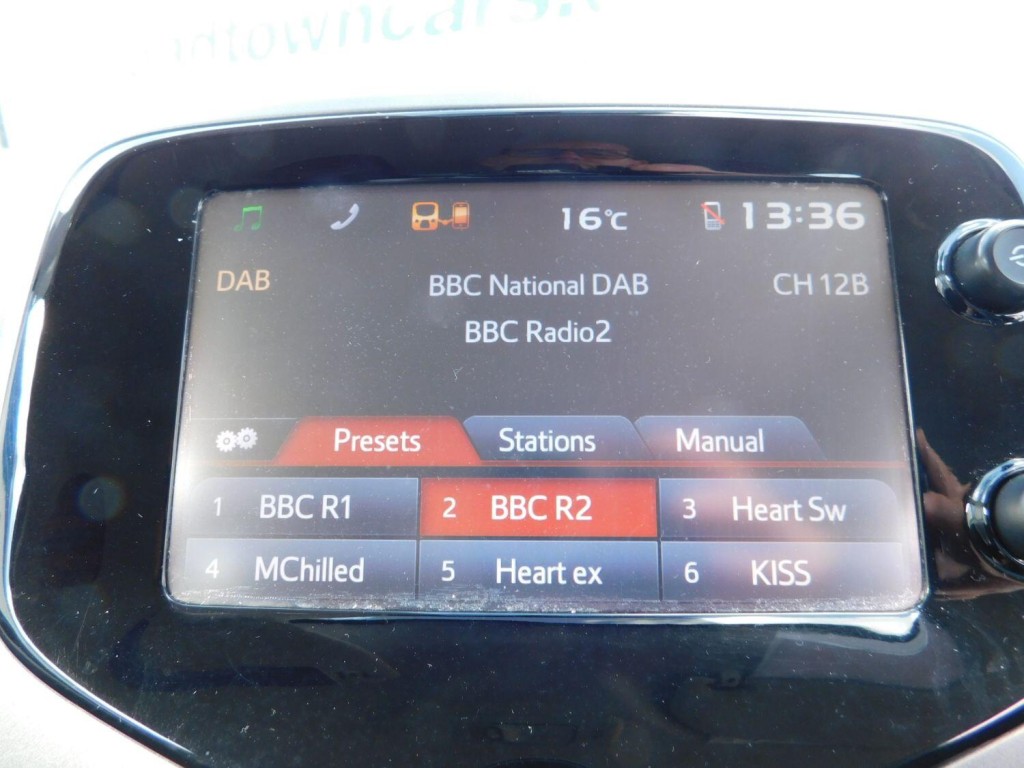 16°C 13:36
DAB BBC National DAB CH 12B
BBC Radio2
Presets Stations Manual
1 BBC R1 2 BBC R2 3 Heart Sw
4 MChilled 5 Heart ex 6 KISS